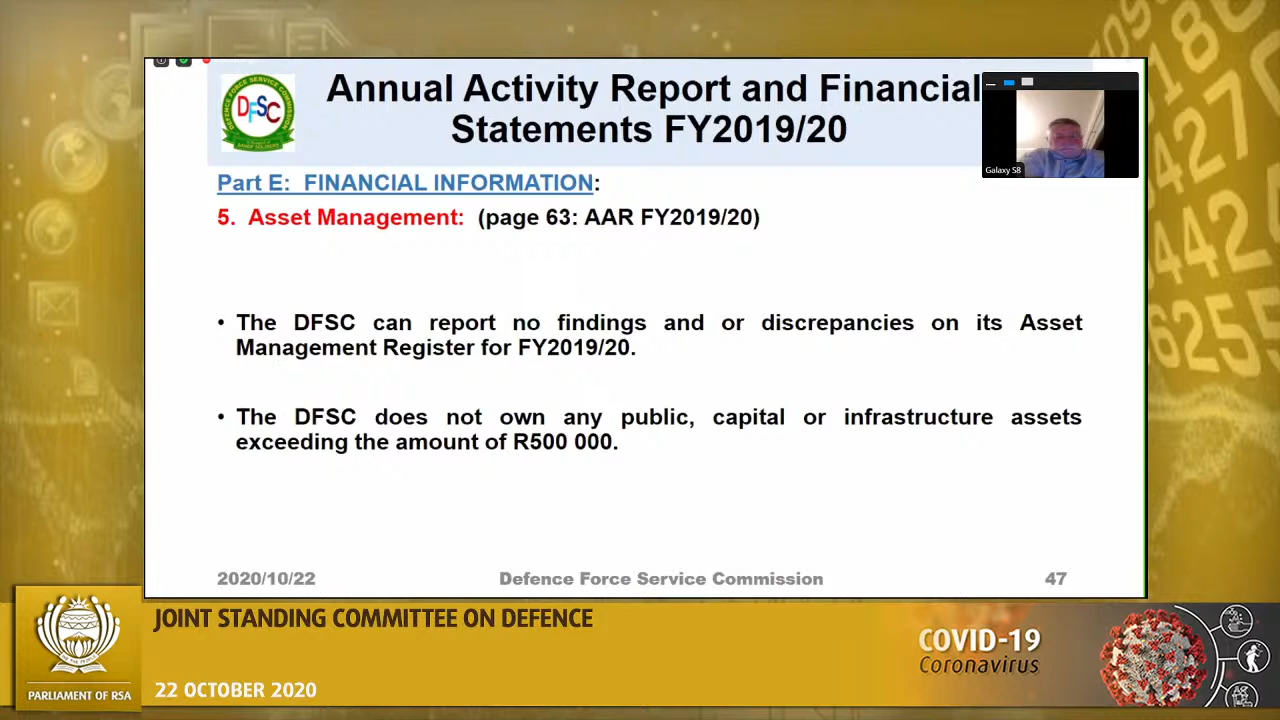 Annual Activity Report and Financial
Statements FY2019/20
DEFENCE FORCE SERVICE COMMISSION
DFSC
Galaxy S8
Part E: FINANCIAL INFORMATION:
5. Asset Management: (page 63: AAR FY2019/20)
• The DFSC can report no findings and or discrepancies on its Asset
Management Register for FY2019/20.
• The DFSC does not own any public, capital or infrastructure assets
exceeding the amount of R500 000.
2020/10/22 Defence Force Service Commission 47
JOINT STANDING COMMITTEE ON DEFENCE
22 OCTOBER 2020
PARLIAMENT OF RSA
COVID-19
Coronavirus